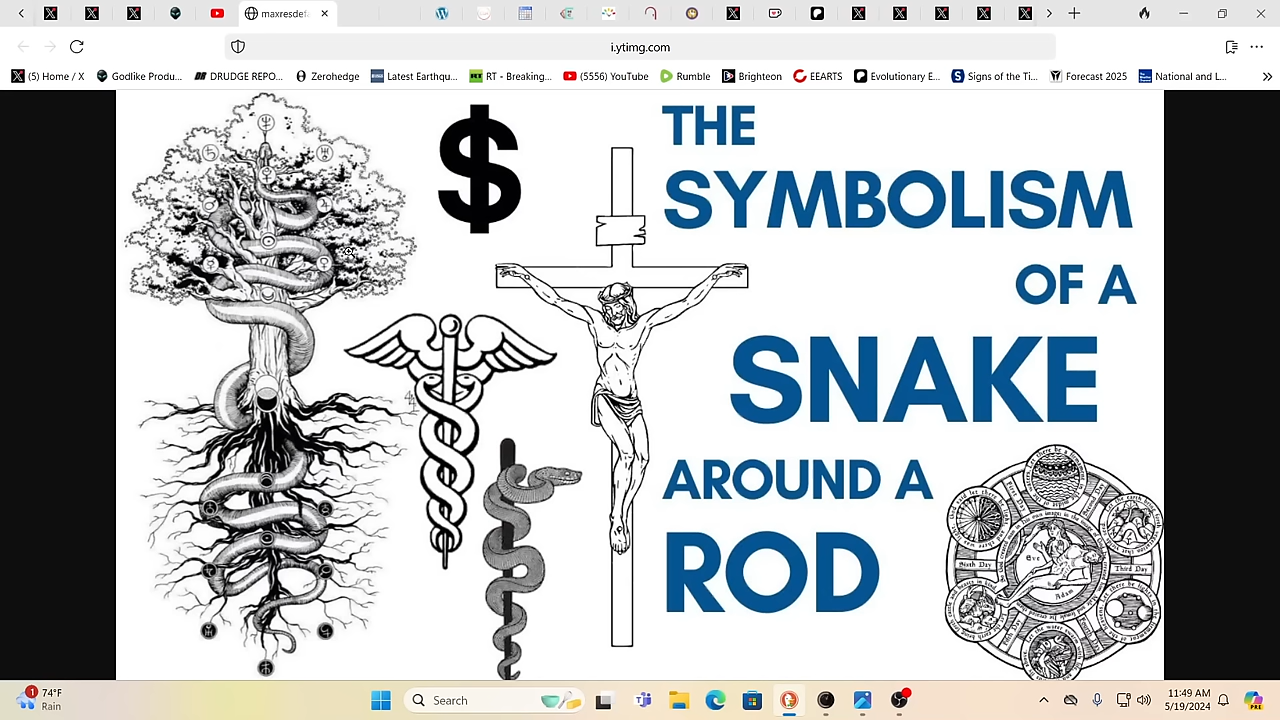 maxresdef
i.ytimg.com
(5) Home / X
Godlike Produ...
DRUDGE REPO...
Zerohedge
Latest Earthqu...
RT - Breaking...
(5556) YouTube
Rumble
Brighteon
EEARTS
Evolutionary E...
Signs of the Ti...
Forecast 2025
National and L...
$
THE
SYMBOLISM
OF A
SNAKE
AROUND A
ROD
Eve
Adam
Sixth Day
Third Day
1
74°F
Rain
Search
11:49 AM
5/19/2024
PRE